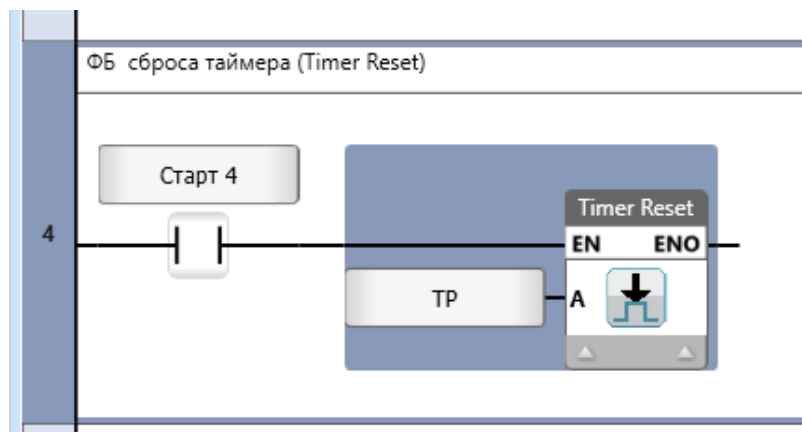 ФБ  сброса таймера (Timer Reset)
Старт 4
Timer Reset
4
EN ENO
TP
A